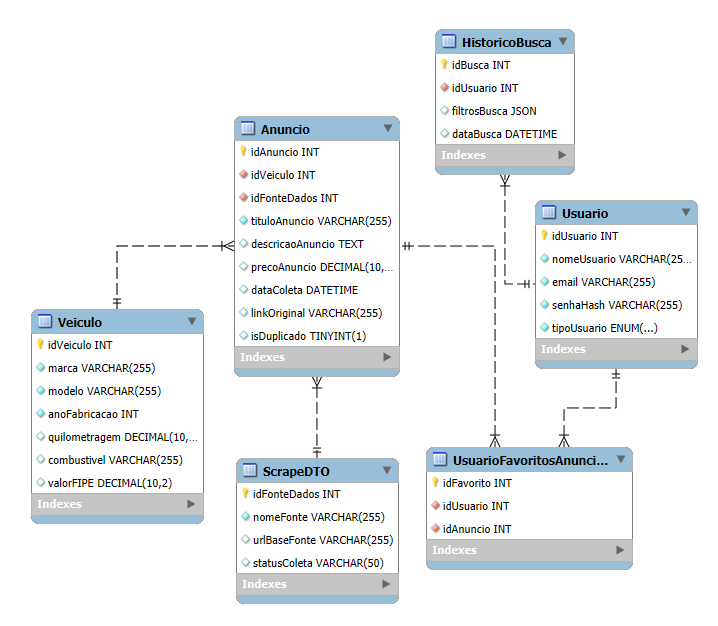 HistoricoBusca
idBusca INT
idUsuario INT
filtrosBusca JSON
dataBusca DATETIME
Indexes
Anuncio
idAnuncio INT
idVeiculo INT
idFonteDados INT
tituloAnuncio VARCHAR(255)
descricaoAnuncio TEXT
precoAnuncio DECIMAL(10,...
dataColeta DATETIME
linkOriginal VARCHAR(255)
isDuplicado TINYINT(1)
Indexes
Usuario
idUsuario INT
nomeUsuario VARCHAR(25...
email VARCHAR(255)
senhaHash VARCHAR(255)
tipoUsuario ENUM(...)
Indexes
Veiculo
idVeiculo INT
marca VARCHAR(255)
modelo VARCHAR(255)
anoFabricacao INT
quilometragem DECIMAL(10,...
combustivel VARCHAR(255)
valorFIPE DECIMAL(10,2)
Indexes
ScrapeDTO
idFonteDados INT
nomeFonte VARCHAR(255)
urlBaseFonte VARCHAR(255)
statusColeta VARCHAR(50)
Indexes
UsuarioFavoritosAnunci...
idFavorito INT
idUsuario INT
idAnuncio INT
Indexes